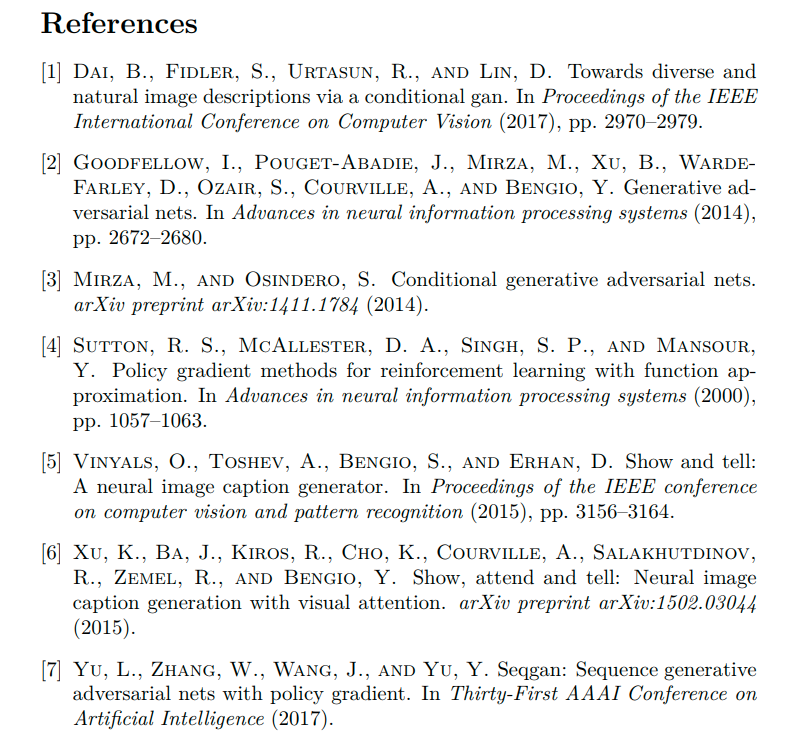 References
[1] Dai, B., Fidler, S., Urtasun, R., and Lin, D. Towards diverse and
natural image descriptions via a conditional gan. In Proceedings of the IEEE
International Conference on Computer Vision (2017), pp. 2970–2979.
[2] Goodfellow, I., Pouget-Abadie, J., Mirza, M., Xu, B., Warde-
Farley, D., Ozair, S., Courville, A., and Bengio, Y. Generative ad-
versarial nets. In Advances in neural information processing systems (2014),
pp. 2672–2680.
[3] Mirza, M., and Osindero, S. Conditional generative adversarial nets.
arXiv preprint arXiv:1411.1784 (2014).
[4] Sutton, R. S., McAllester, D. A., Singh, S. P., and Mansour,
Y. Policy gradient methods for reinforcement learning with function ap-
proximation. In Advances in neural information processing systems (2000),
pp. 1057–1063.
[5] Vinyals, O., Toshev, A., Bengio, S., and Erhan, D. Show and tell:
A neural image caption generator. In Proceedings of the IEEE conference
on computer vision and pattern recognition (2015), pp. 3156–3164.
[6] Xu, K., Ba, J., Kiros, R., Cho, K., Courville, A., Salakhutdinov,
R., Zemel, R., and Bengio, Y. Show, attend and tell: Neural image
caption generation with visual attention. arXiv preprint arXiv:1502.03044
(2015).
[7] Yu, L., Zhang, W., Wang, J., and Yu, Y. Seqgan: Sequence generative
adversarial nets with policy gradient. In Thirty-First AAAI Conference on
Artificial Intelligence (2017).